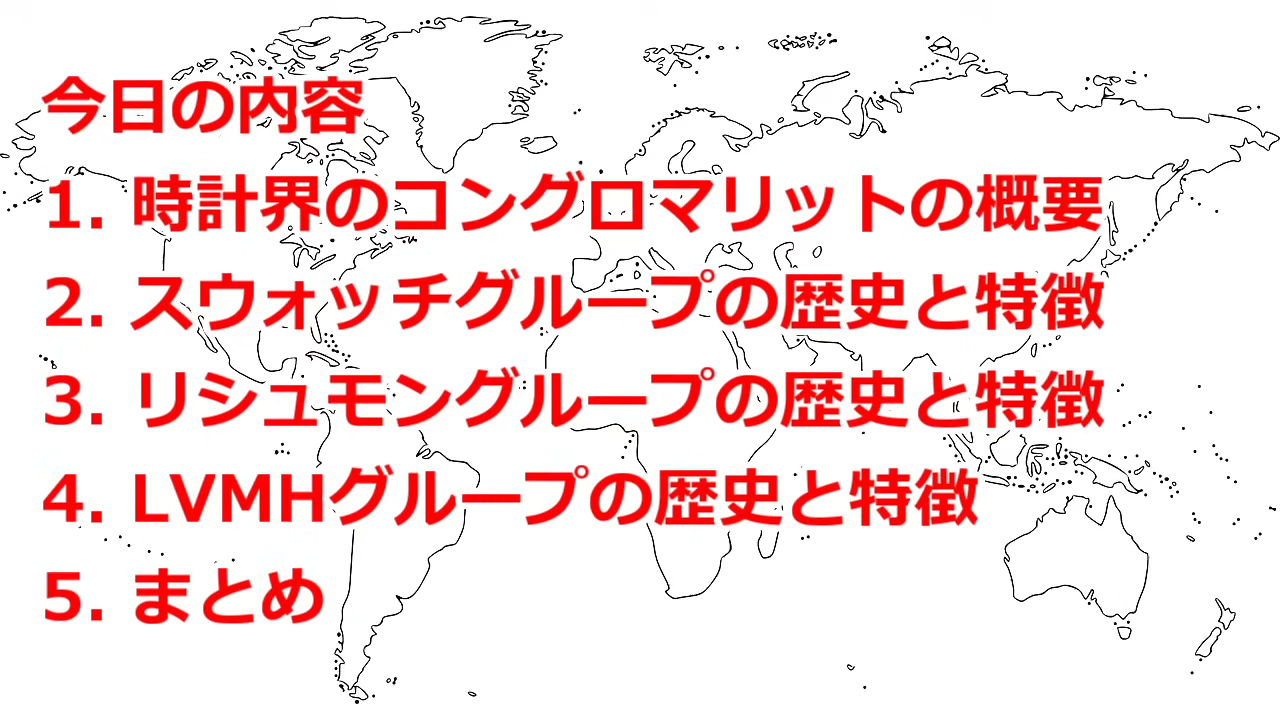 今日の内容
1. 時計界のコングロマリットの概要
2. スウォッチグループの歴史と特徴
3. リシュモングループの歴史と特徴
4. LVMHグループの歴史と特徴
5. まとめ